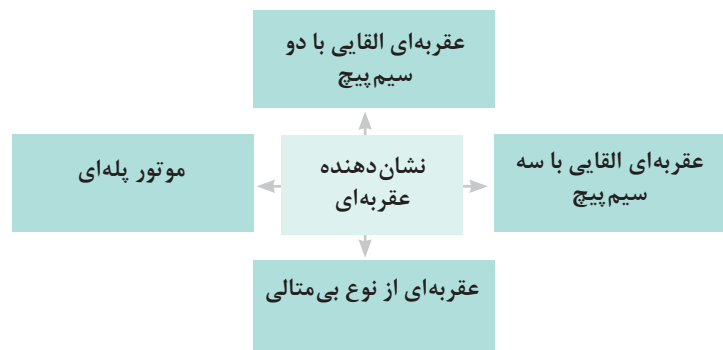 عقربه‌ای القایی با دو
سیم‌پیچ
عقربه‌ای القایی با سه
سیم‌پیچ
نشان‌دهنده
عقربه‌ای
موتور پله‌ای
عقربه‌ای از نوع بی‌متالی